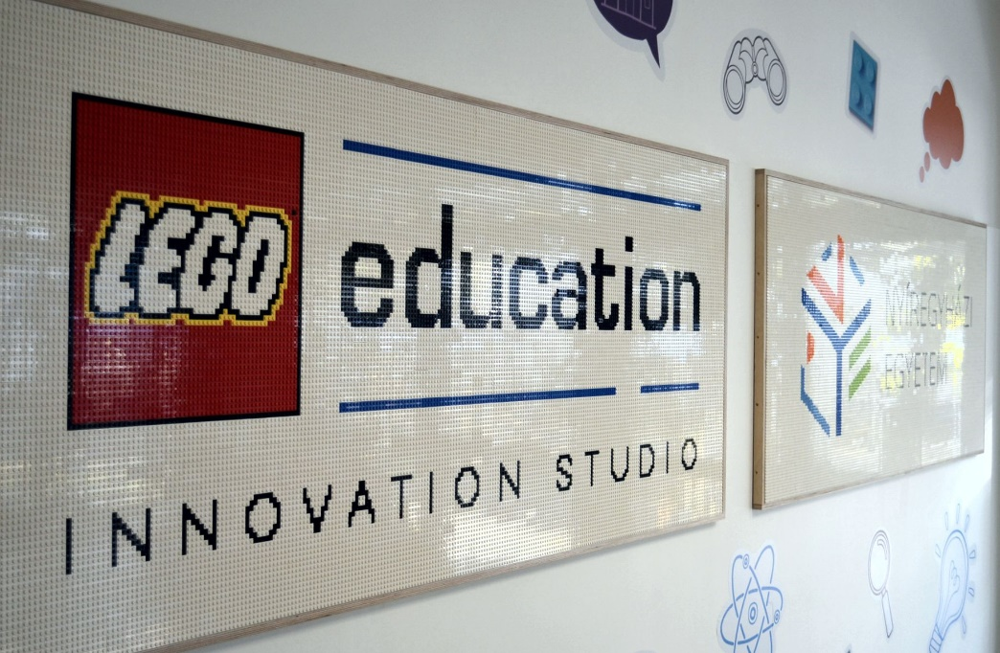 LEGO
education
INNOVATION STUDIO
NYÍREGYHÁZI
EGYETEM